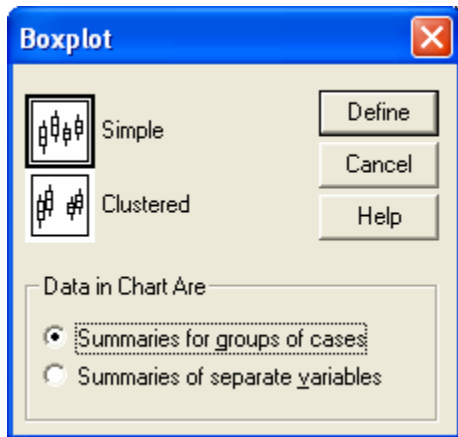 Boxplot
Simple
Clustered
Define
Cancel
Help
Data in Chart Are
Summaries for groups of cases
Summaries of separate variables